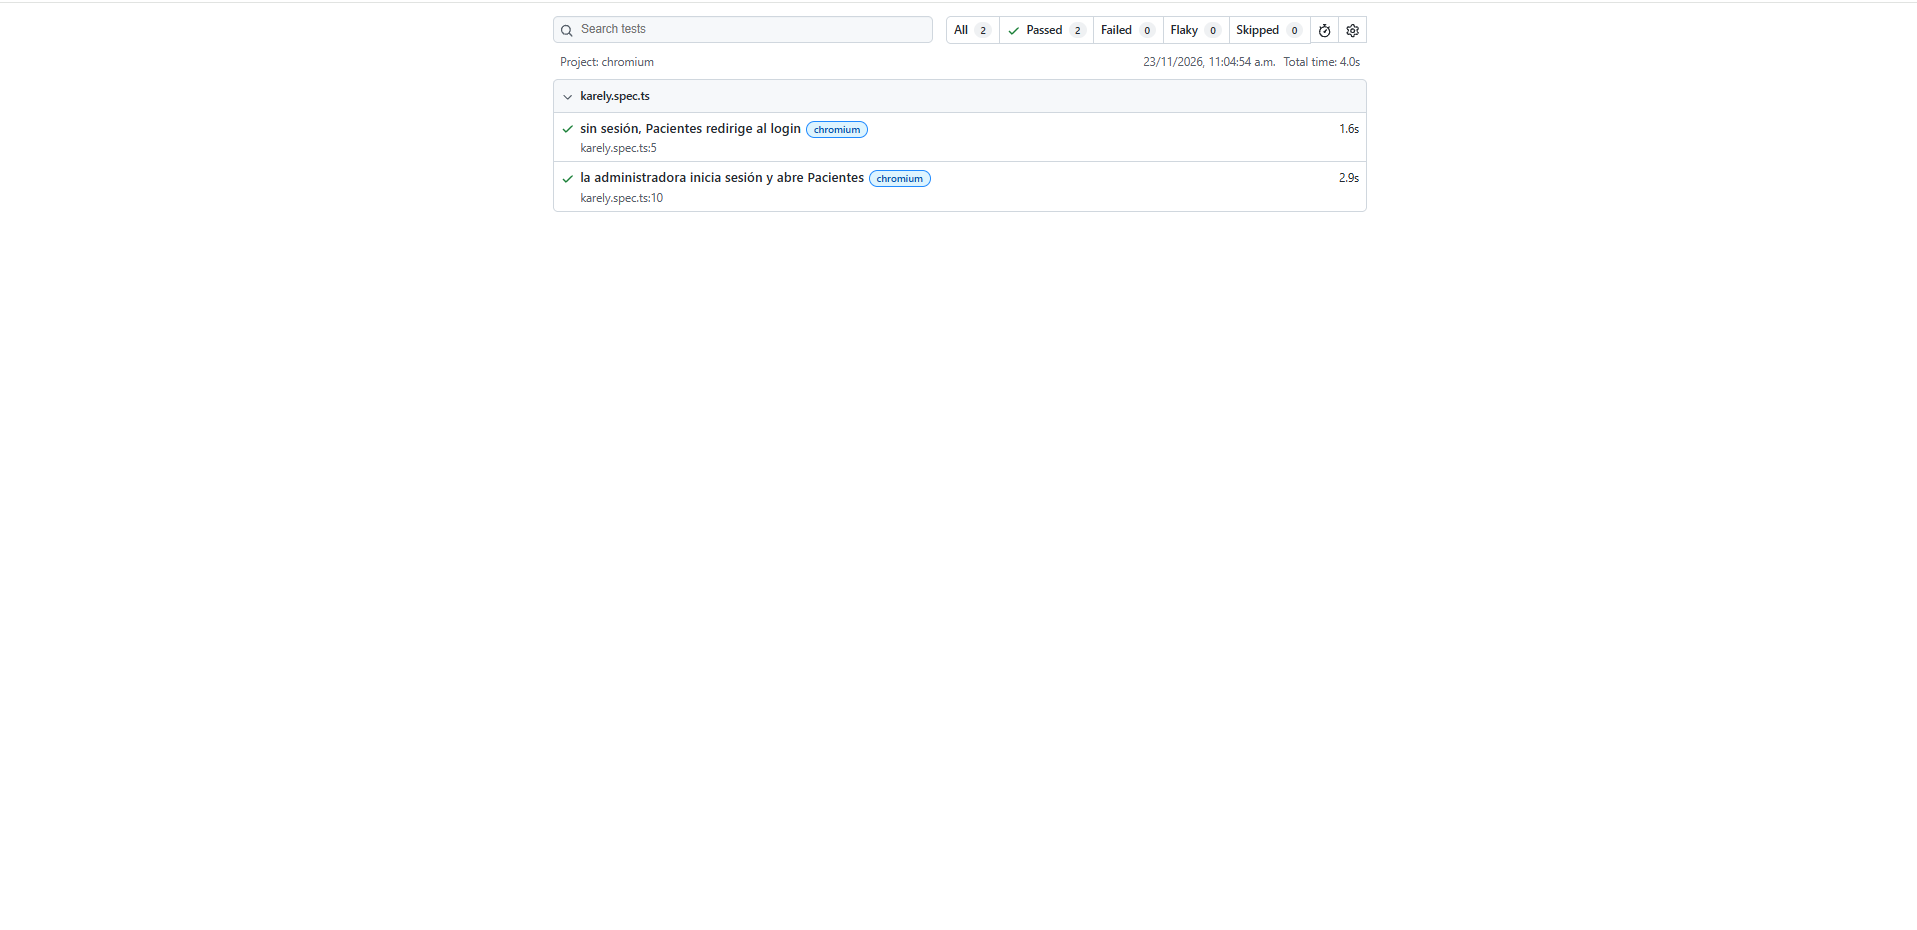 Search tests
All 2 Passed 2 Failed 0 Flaky 0 Skipped 0
Project: chromium 23/11/2026, 11:04:54 a.m. Total time: 4.0s
karely.spec.ts
sin sesión, Pacientes redirige al login chromium 1.6s
karely.spec.ts:5
la administradora inicia sesión y abre Pacientes chromium 2.9s
karely.spec.ts:10